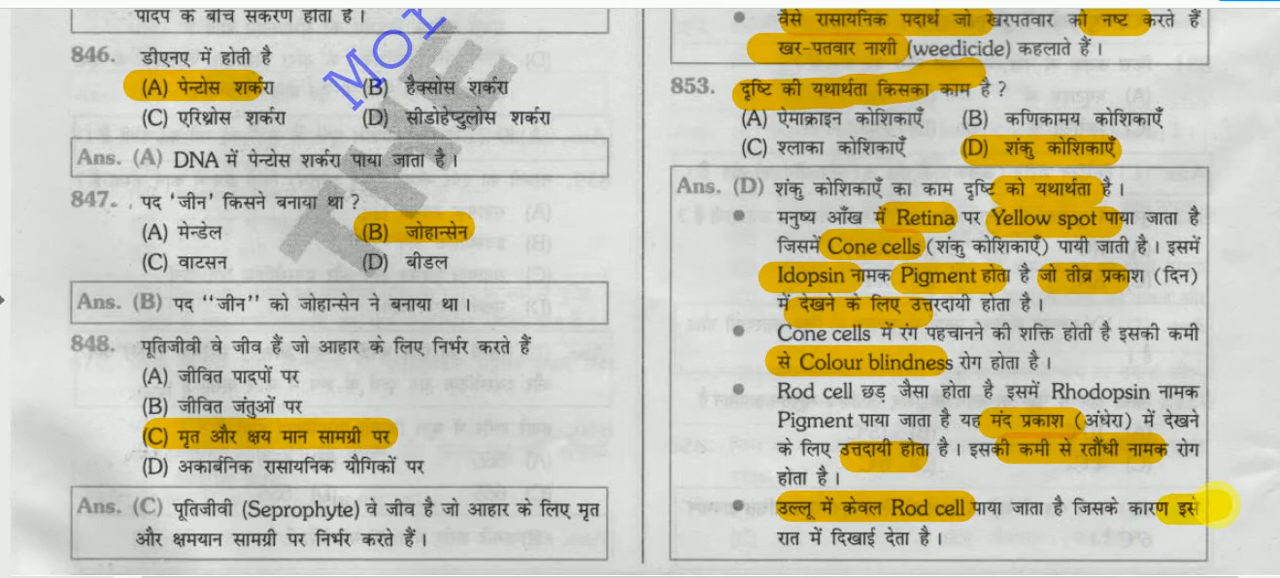 पादप के बीच संकरण होता है।
846. डीएनए में होती है
(A) पेन्टोस शर्करा (B) हैक्सोस शर्करा
(C) एरिथ्रोस शर्करा (D) सीडोहेप्टुलोस शर्करा
Ans. (A) DNA में पेन्टोस शर्करा पाया जाता है।
847. पद 'जीन' किसने बनाया था ?
(A) मेन्डेल (B) जोहान्सेन
(C) वाटसन (D) बीडल
Ans. (B) पद ''जीन'' को जोहान्सेन ने बनाया था।
848. पूतिजीवी वे जीव हैं जो आहार के लिए निर्भर करते हैं
(A) जीवित पादपों पर
(B) जीवित जंतुओं पर
(C) मृत और क्षय मान सामग्री पर
(D) अकार्बनिक रासायनिक यौगिकों पर
Ans. (C) पूतिजीवी (Seprophyte) वे जीव है जो आहार के लिए मृत
और क्षमयान सामग्री पर निर्भर करते हैं।
• वैसे रासायनिक पदार्थ जो खरपतवार को नष्ट करते हैं
खर-पतवार नाशी (weedicide) कहलाते हैं।
853. दृष्टि की यथार्थता किसका काम है ?
(A) ऐमाक्राइन कोशिकाएँ (B) कणिकामय कोशिकाएँ
(C) श्लाका कोशिकाएँ (D) शंकु कोशिकाएँ
Ans. (D) शंकु कोशिकाएँ का काम दृष्टि को यथार्थता है।
• मनुष्य आँख में Retina पर Yellow spot पाया जाता है
जिसमें Cone cells (शंकु कोशिकाएँ) पायी जाती है। इसमें
Idopsin नामक Pigment होता है जो तीव्र प्रकाश (दिन)
में देखने के लिए उत्तरदायी होता है।
• Cone cells में रंग पहचानने की शक्ति होती है इसकी कमी
से Colour blindness रोग होता है।
• Rod cell छड़ जैसा होता है इसमें Rhodopsin नामक
Pigment पाया जाता है यह मंद प्रकाश (अंधेरा) में देखने
के लिए उत्तदायी होता है। इसकी कमी से रतौंधी नामक रोग
होता है।
• उल्लू में केवल Rod cell पाया जाता है जिसके कारण इसे
रात में दिखाई देता है।
THE